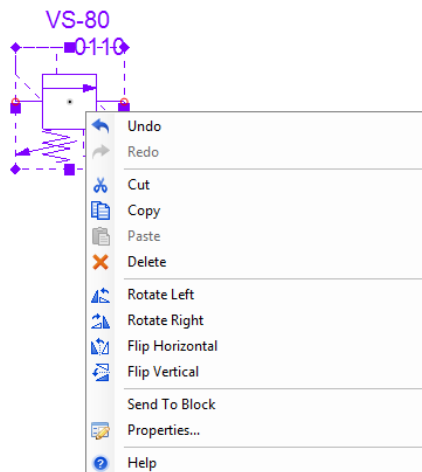 VS-80
0110
Undo
Redo
Cut
Copy
Paste
Delete
Rotate Left
Rotate Right
Flip Horizontal
Flip Vertical
Send To Block
Properties...
Help